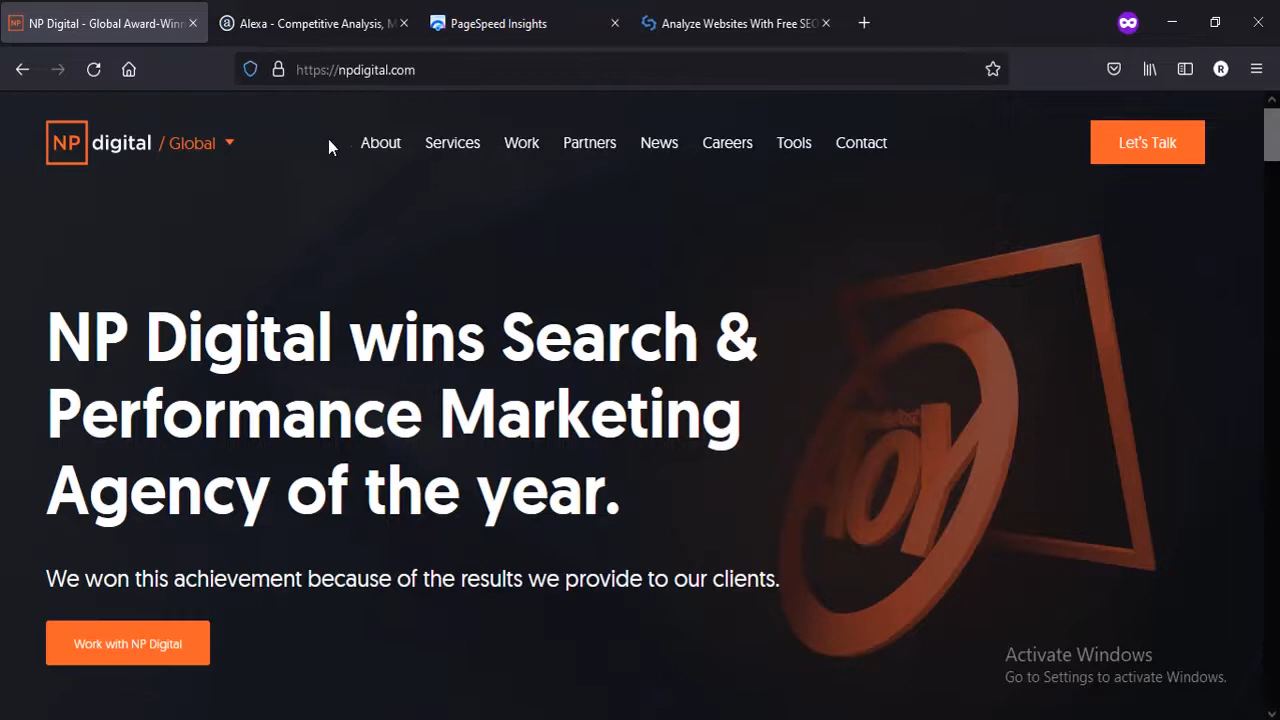 NP Digital - Global Award-Winn
Alexa - Competitive Analysis, M
PageSpeed Insights
Analyze Websites With Free SEO
https://npdigital.com
R
NP digital / Global
About Services Work Partners News Careers Tools Contact
Let's Talk
NP Digital wins Search &
Performance Marketing
Agency of the year.
We won this achievement because of the results we provide to our clients.
Work with NP Digital
Activate Windows
Go to Settings to activate Windows.